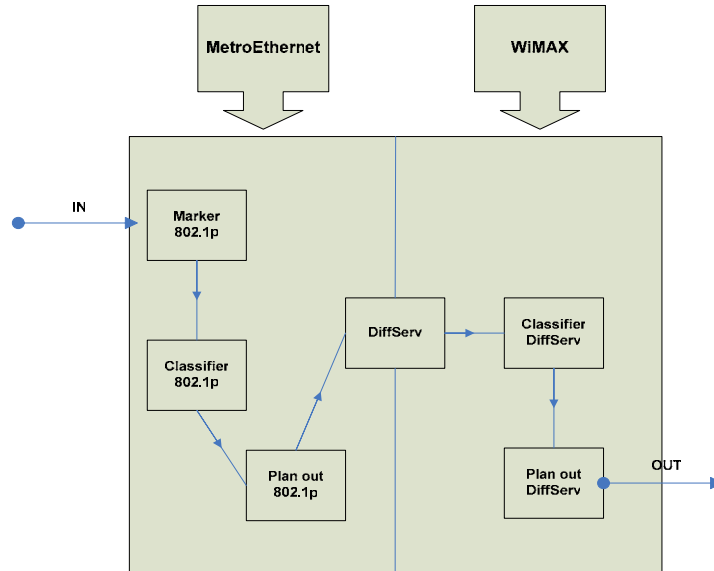 MetroEthernet
WiMAX
IN
Marker
802.1p
DiffServ
Classifier
DiffServ
Classifier
802.1p
Plan out
802.1p
Plan out
DiffServ
OUT